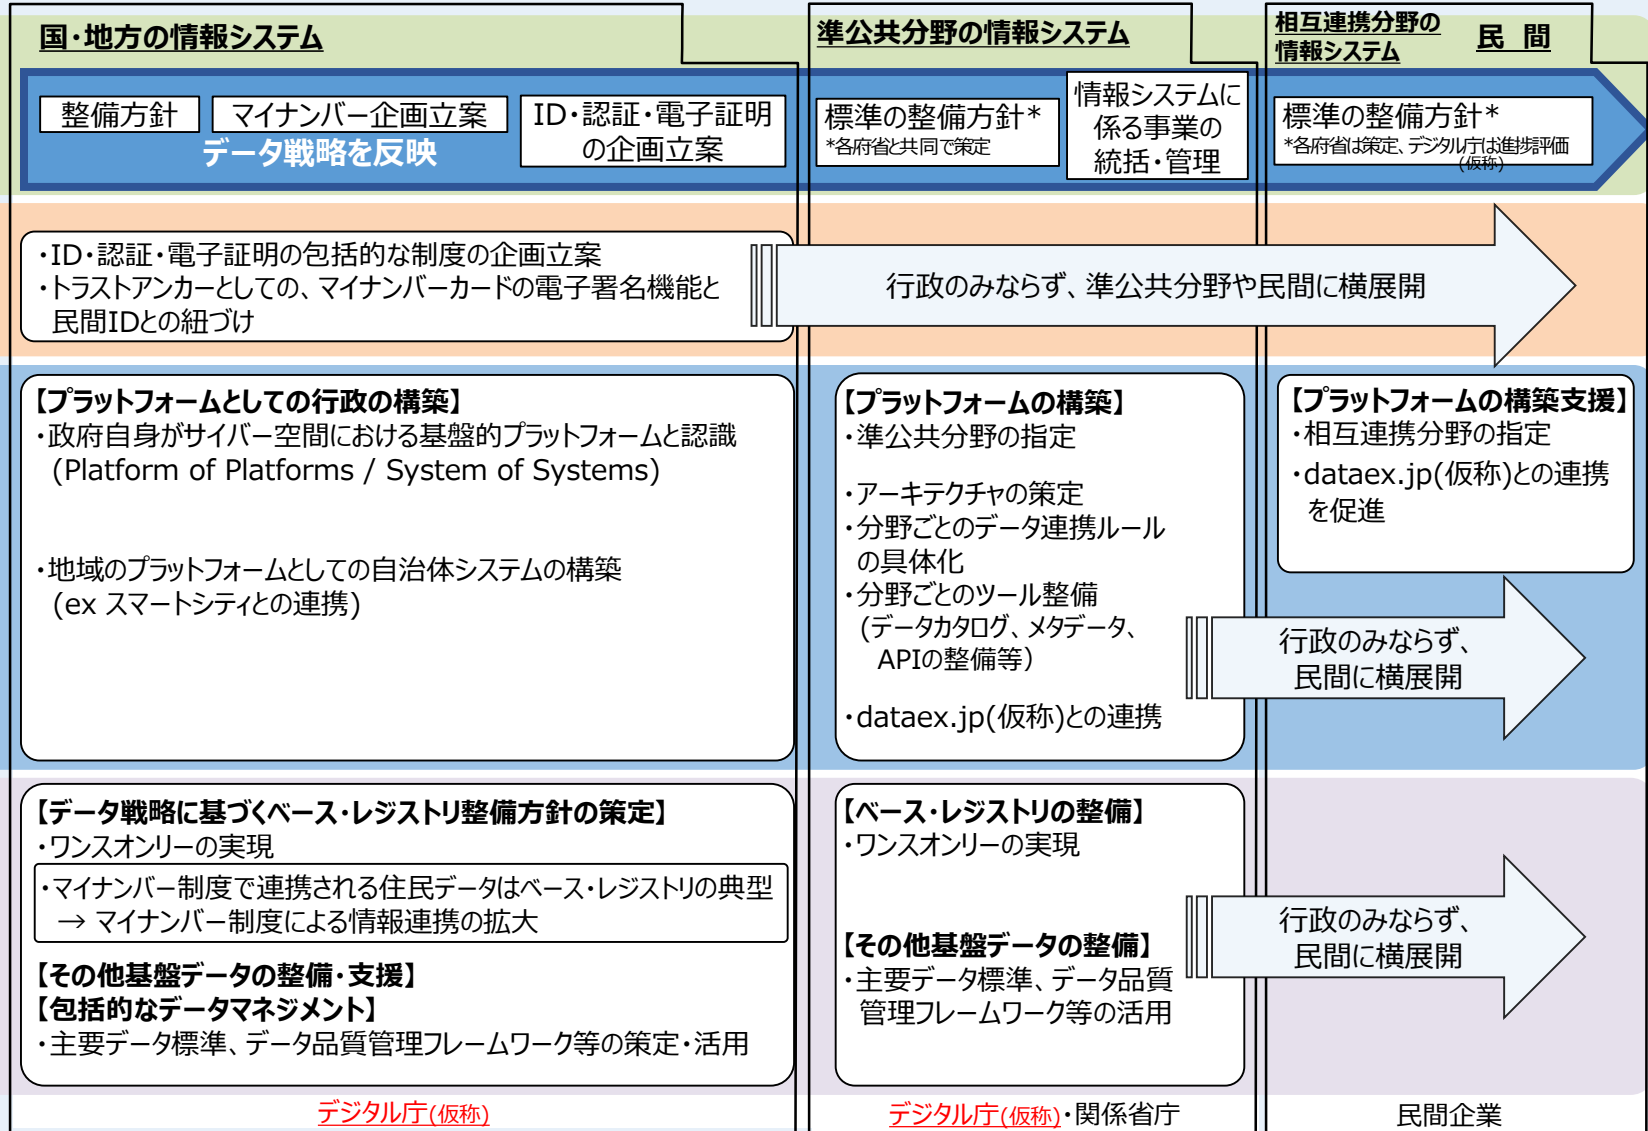 国・地方の情報システム
整備方針
マイナンバー企画立案
データ戦略を反映
ID・認証・電子証明
の企画立案
準公共分野の情報システム
標準の整備方針*
*各府省と共同で策定
情報システムに
係る事業の
統括・管理
相互連携分野の
情報システム
民 間
標準の整備方針*
*各府省は策定、デジタル庁は進捗評価
(仮称)
・ID・認証・電子証明の包括的な制度の企画立案
・トラストアンカーとしての、マイナンバーカードの電子署名機能と
民間IDとの紐づけ
行政のみならず、準公共分野や民間に横展開
【プラットフォームとしての行政の構築】
・政府自身がサイバー空間における基盤的プラットフォームと認識
(Platform of Platforms / System of Systems)
・地域のプラットフォームとしての自治体システムの構築
(ex スマートシティとの連携)
【プラットフォームの構築】
・準公共分野の指定
・アーキテクチャの策定
・分野ごとのデータ連携ルール
の具体化
・分野ごとのツール整備
(データカタログ、メタデータ、
APIの整備等)
・dataex.jp(仮称)との連携
【プラットフォームの構築支援】
・相互連携分野の指定
・dataex.jp(仮称)との連携
を促進
行政のみならず、
民間に横展開
【データ戦略に基づくベース・レジストリ整備方針の策定】
・ワンスオンリーの実現
・マイナンバー制度で連携される住民データはベース・レジストリの典型
→ マイナンバー制度による情報連携の拡大
【その他基盤データの整備・支援】
【包括的なデータマネジメント】
・主要データ標準、データ品質管理フレームワーク等の策定・活用
【ベース・レジストリの整備】
・ワンスオンリーの実現
【その他基盤データの整備】
・主要データ標準、データ品質
管理フレームワーク等の活用
行政のみならず、
民間に横展開
デジタル庁(仮称)
デジタル庁(仮称)・関係省庁
民間企業